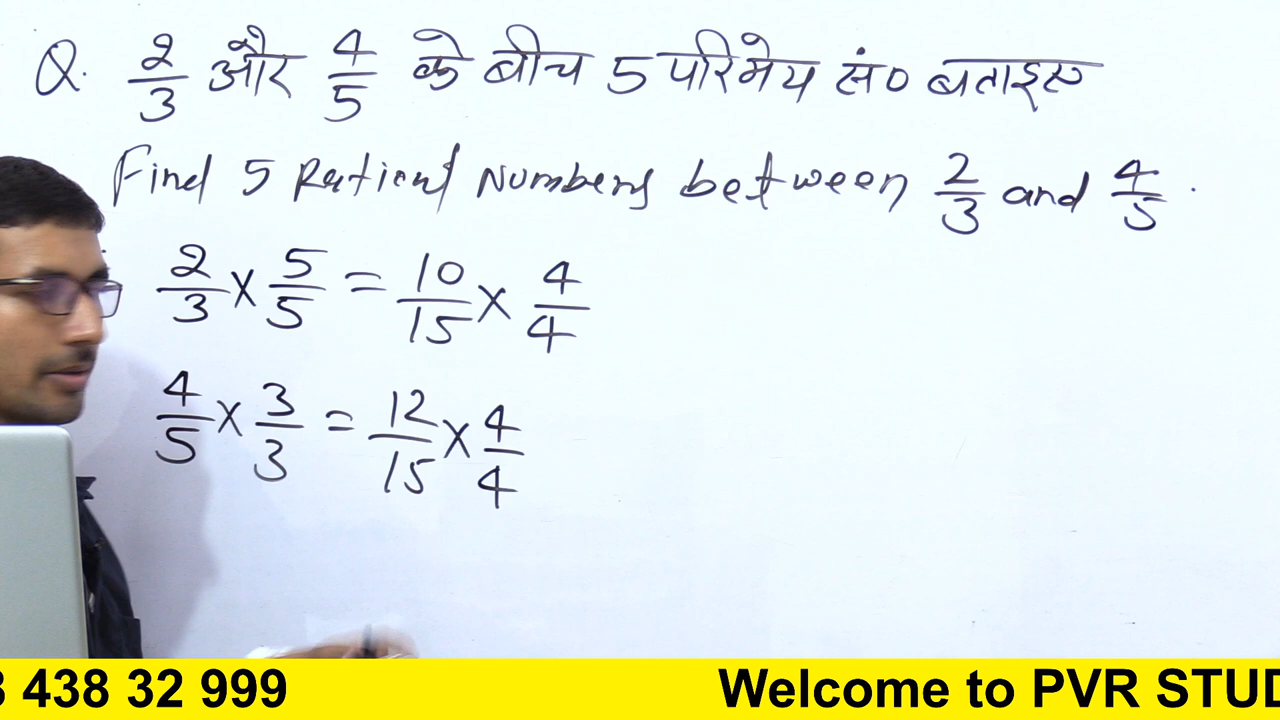 Q. 2/3 और 4/5 के बीच 5 परिमेय सं० बताइए
Find 5 Rational Numbers between 2/3 and 4/5.
2/3 × 5/5 = 10/15 × 4/4
4/5 × 3/3 = 12/15 × 4/4
438 32 999 Welcome to PVR STUD